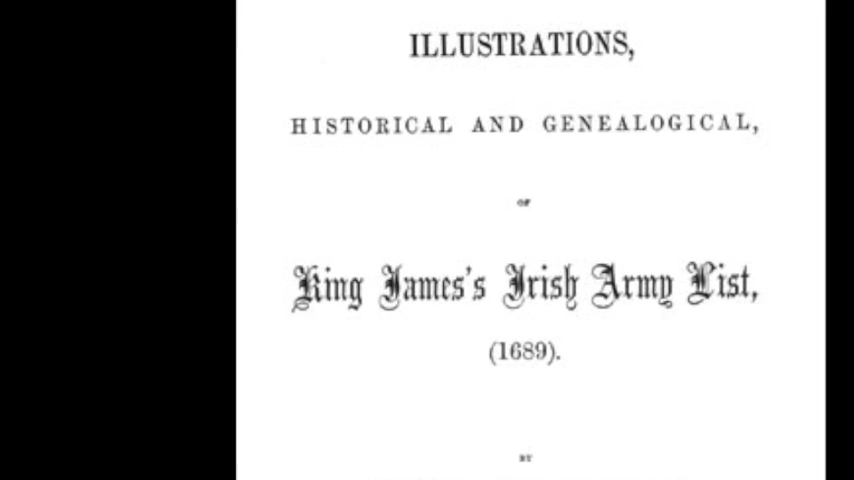 ILLUSTRATIONS,
HISTORICAL AND GENEALOGICAL,
OF
King James's Irish Army List,
(1689).
BY